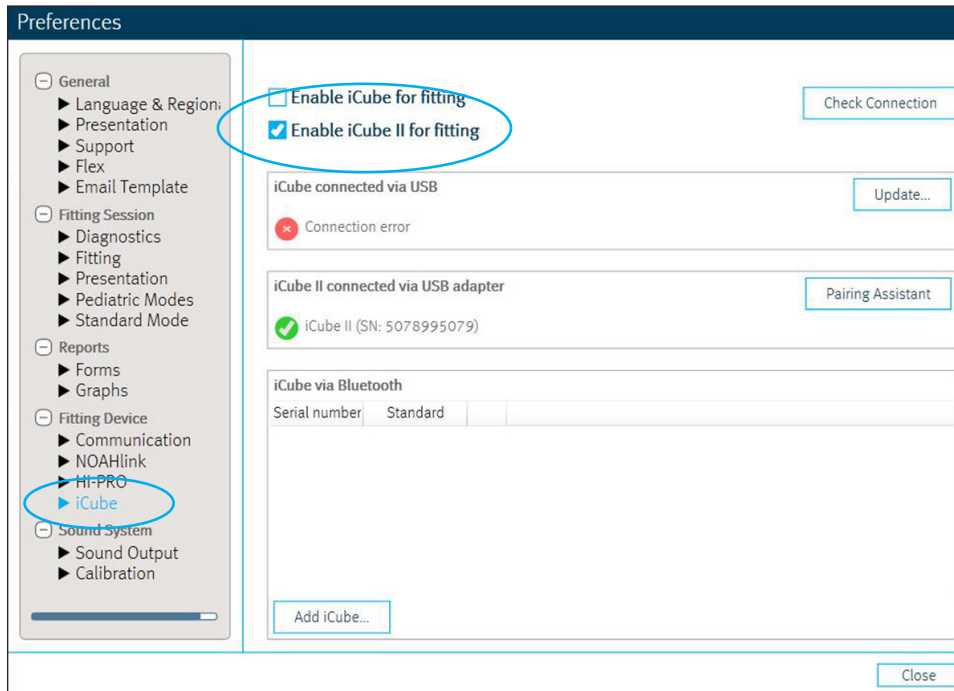 Preferences
General
Language & Region
Presentation
Support
Flex
Email Template
Fitting Session
Diagnostics
Fitting
Presentation
Pediatric Modes
Standard Mode
Reports
Forms
Graphs
Fitting Device
Communication
NOAHlink
HI-PRO
iCube
Sound System
Sound Output
Calibration
Enable iCube for fitting
Check Connection
Enable iCube II for fitting
iCube connected via USB
Update...
Connection error
iCube II connected via USB adapter
Pairing Assistant
iCube II (SN: 5078995079)
iCube via Bluetooth
Serial number Standard
Add iCube...
Close